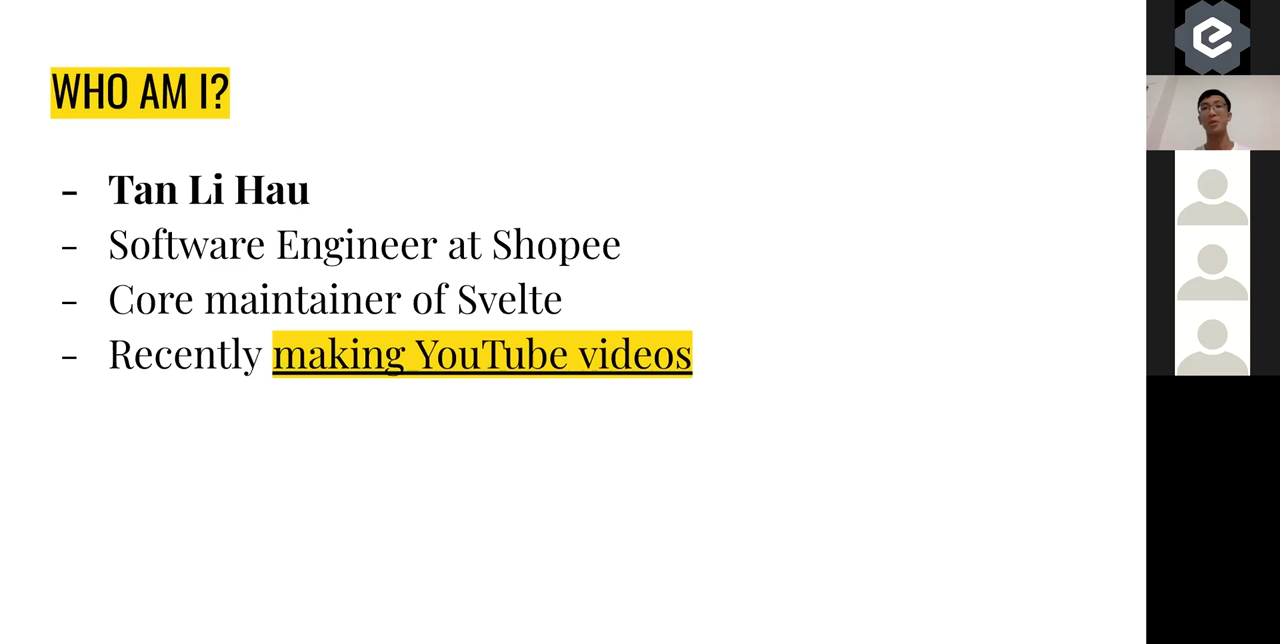 WHO AM I?
- Tan Li Hau
- Software Engineer at Shopee
- Core maintainer of Svelte
- Recently making YouTube videos